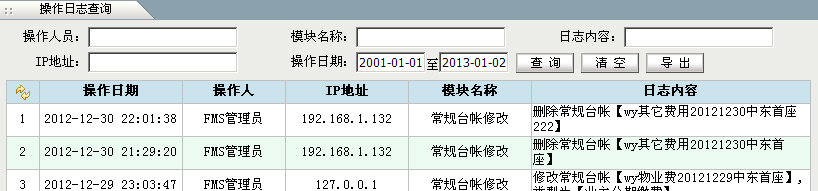 操作日志查询
操作人员： 模块名称： 日志内容：
IP地址： 操作日期： 2001-01-01 至 2013-01-02 查 询 清 空 导 出
操作日期 操作人 IP地址 模块名称 日志内容
1 2012-12-30 22:01:38 FMS管理员 192.168.1.132 常规台帐修改 删除常规台帐【wy其它费用20121230中东首座
222】
2 2012-12-30 21:29:20 FMS管理员 192.168.1.132 常规台帐修改 删除常规台帐【wy其它费用20121230中东首
座】
3 2012-12-29 23:03:47 FMS管理员 127.0.0.1 常规台帐修改 修改常规台帐【wy物业费20121229中东首座】,